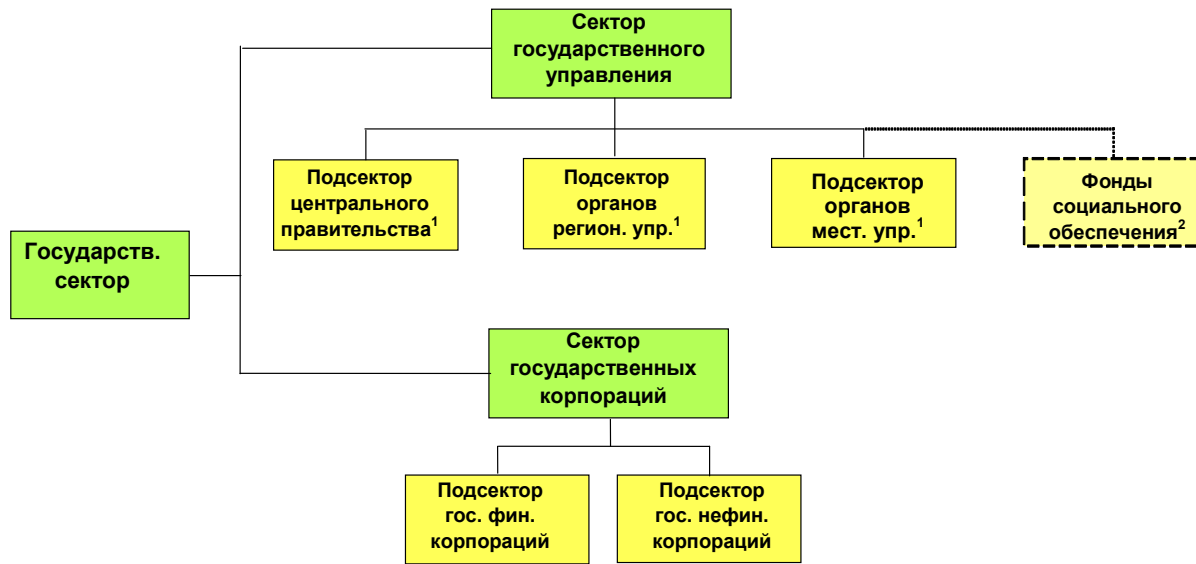 Сектор
государственного
управления
Подсектор
центрального
правительства¹
Подсектор
органов
регион. упр.¹
Подсектор
органов
мест. упр.¹
Фонды
социального
обеспечения²
Государств.
сектор
Сектор
государственных
корпораций
Подсектор
гос. фин.
корпораций
Подсектор
гос. нефин.
корпораций